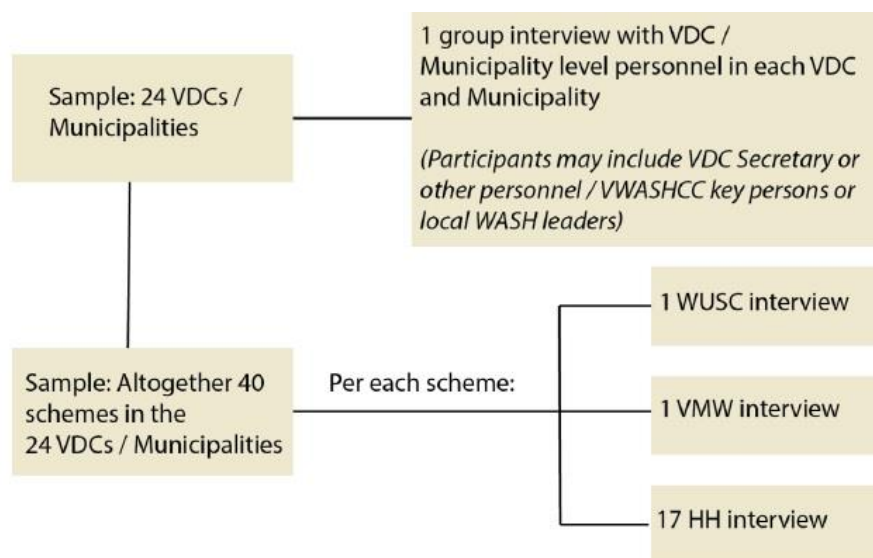 Sample: 24 VDCs /
Municipalities
1 group interview with VDC /
Municipality level personnel in each VDC
and Municipality
(Participants may include VDC Secretary or
other personnel / VWASHCC key persons or
local WASH leaders)
Sample: Altogether 40
schemes in the
24 VDCs / Municipalities
Per each scheme:
1 WUSC interview
1 VMW interview
17 HH interview